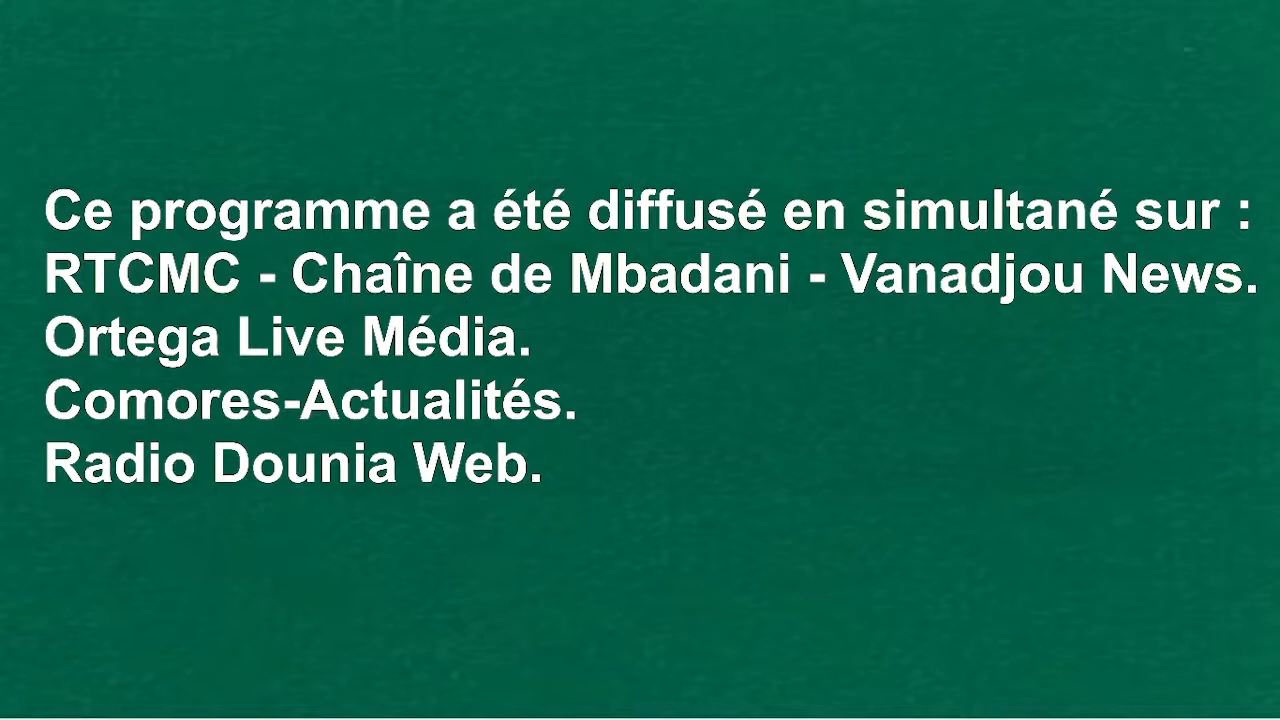 Ce programme a été diffusé en simultané sur :
RTCMC - Chaîne de Mbadani - Vanadjou News.
Ortega Live Média.
Comores-Actualités.
Radio Dounia Web.